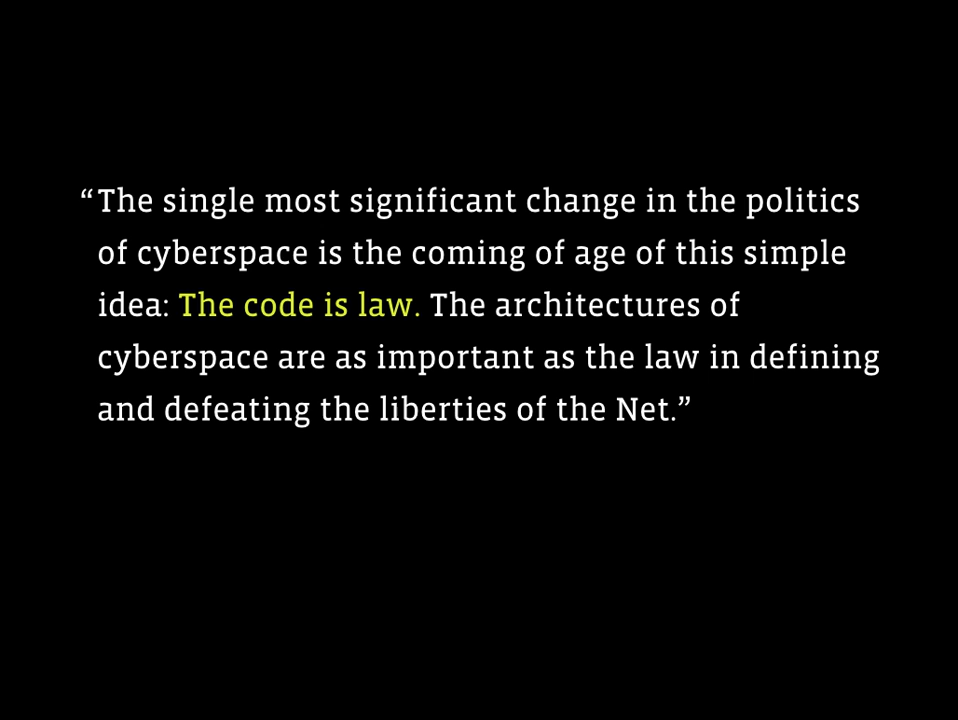 “The single most significant change in the politics
of cyberspace is the coming of age of this simple
idea: The code is law. The architectures of
cyberspace are as important as the law in defining
and defeating the liberties of the Net.”